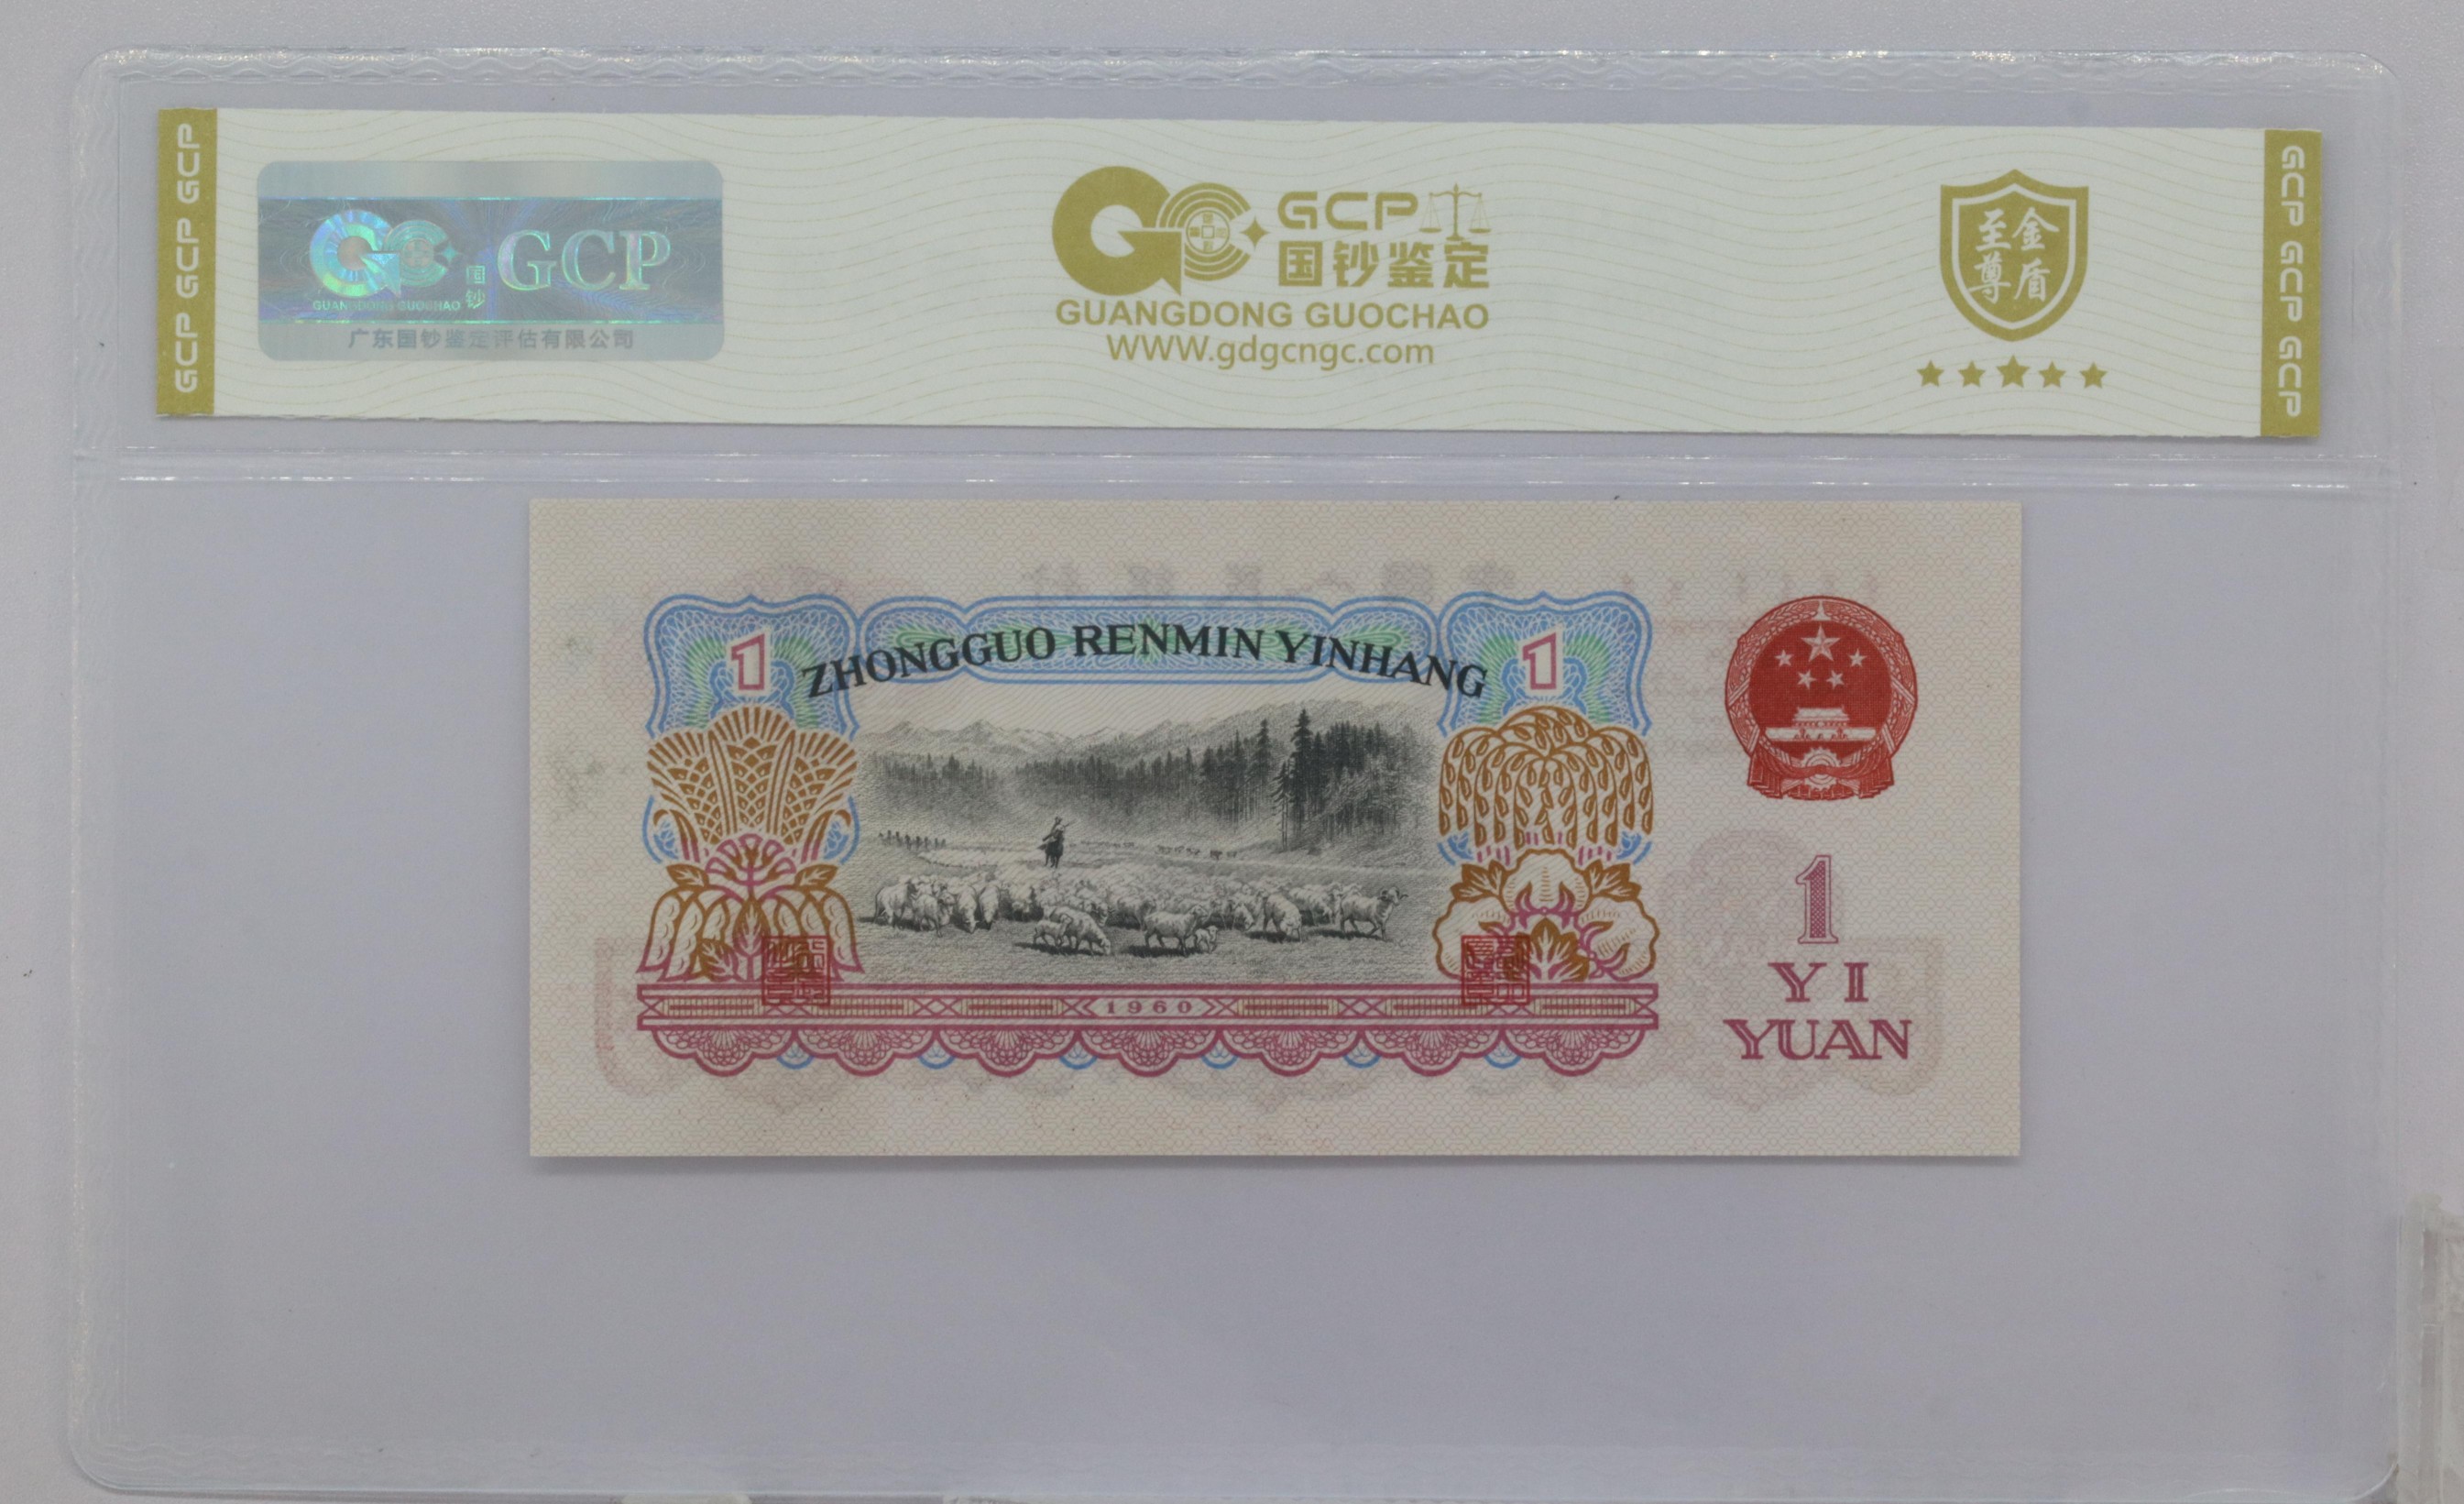 GCP GCP GCP
GCP
国钞
GUANGDONG GUOCHAO
广东国钞鉴定评估有限公司
GCP
国钞鉴定
GUANGDONG GUOCHAO
WWW.gdgcngc.com
至金
尊盾
GCP GCP GCP
ZHONGGUO RENMIN YINHANG
1
1
1960
1
YI
YUAN